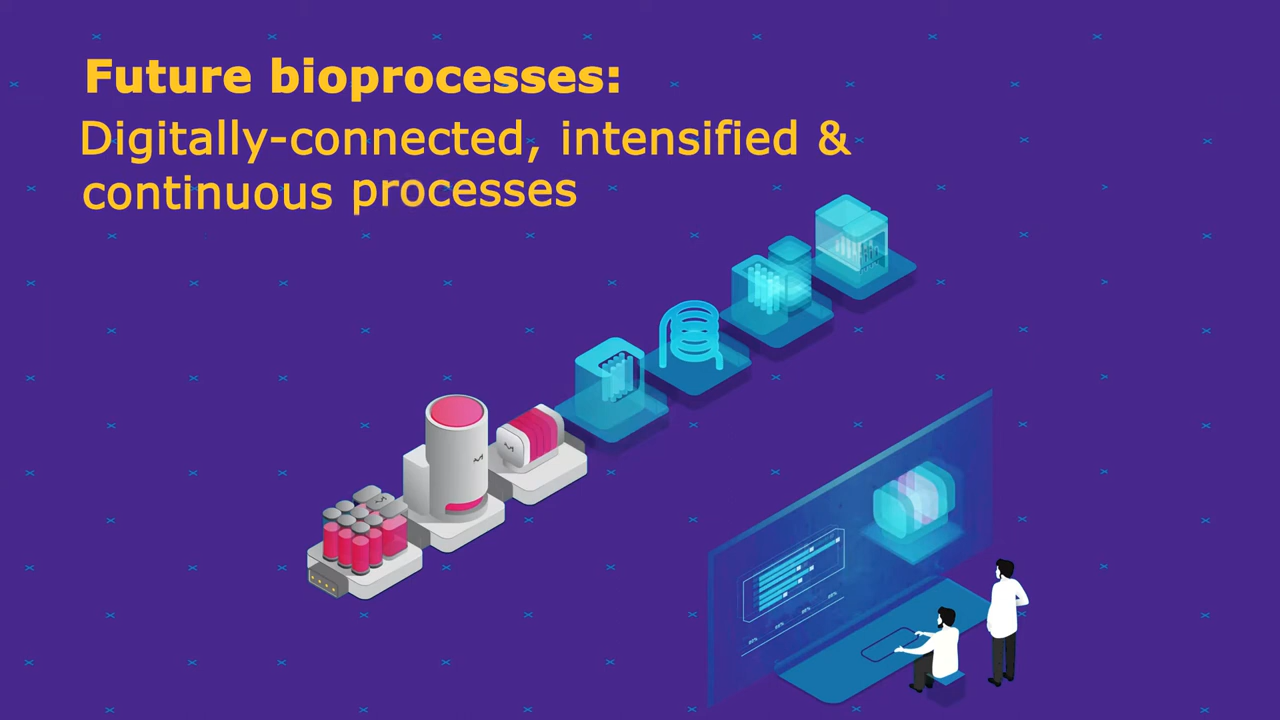 Future bioprocesses:
Digitally-connected, intensified &
continuous processes